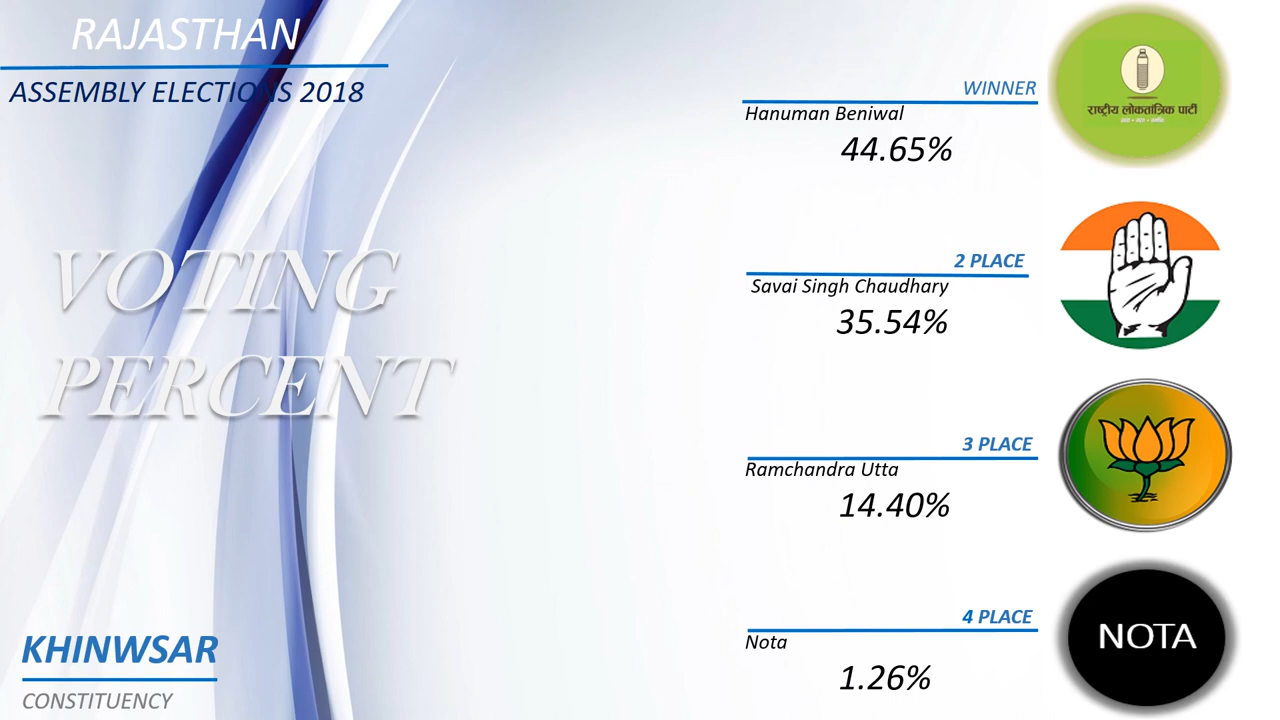 RAJASTHAN
ASSEMBLY ELECTIONS 2018
VOTING
PERCENT
KHINWSAR
CONSTITUENCY
WINNER
Hanuman Beniwal
44.65%
राष्ट्रीय लोकतांत्रिक पार्टी
2 PLACE
Savai Singh Chaudhary
35.54%
3 PLACE
Ramchandra Utta
14.40%
4 PLACE
Nota
1.26%
NOTA